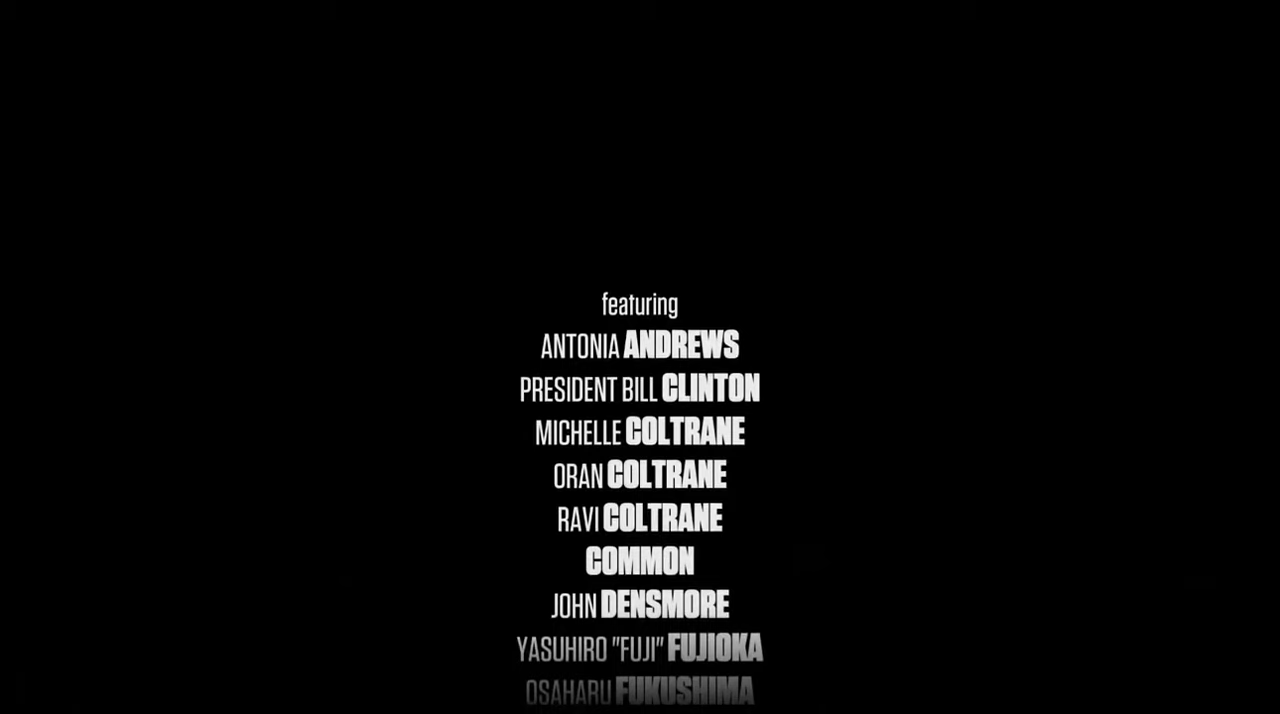 featuring
ANTONIA ANDREWS
PRESIDENT BILL CLINTON
MICHELLE COLTRANE
ORAN COLTRANE
RAVI COLTRANE
COMMON
JOHN DENSMORE
YASUHIRO "FUJI" FUJIOKA
OSAHARU FUKUSHIMA